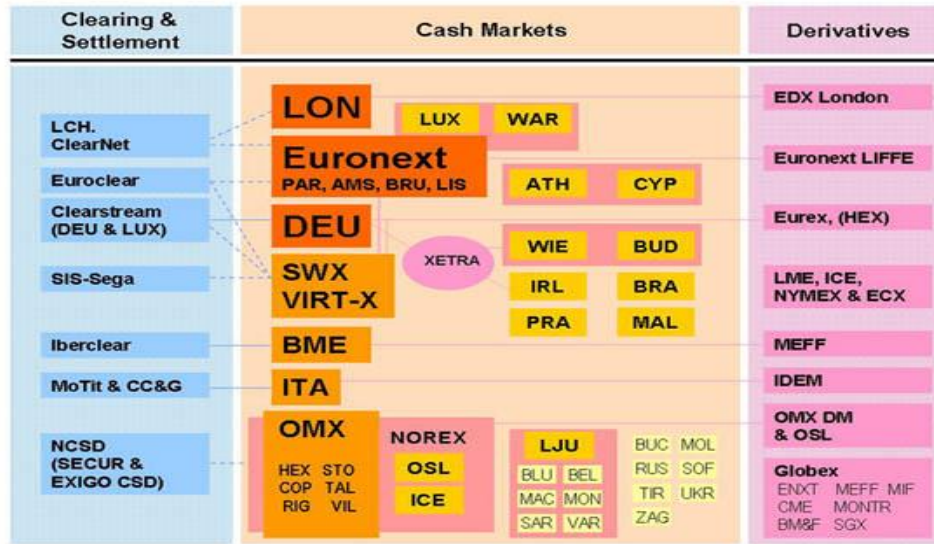 Clearing &
Settlement
Cash Markets
Derivatives
LCH.
ClearNet
Euroclear
Clearstream
(DEU & LUX)
SIS-Sega
Iberclear
MoTit & CC&G
NCSD
(SECUR &
EXIGO CSD)
LON
LUX WAR
Euronext
PAR, AMS, BRU, LIS
ATH CYP
DEU
XETRA
WIE BUD
SWX
VIRT-X
IRL BRA
PRA MAL
BME
ITA
OMX
HEX STO
COP TAL
RIG VIL
NOREX
OSL
ICE
LJU
BLU BEL
MAC MON
SAR VAR
BUC MOL
RUS SOF
TIR UKR
ZAG
EDX London
Euronext LIFFE
Eurex, (HEX)
LME, ICE,
NYMEX & ECX
MEFF
IDEM
OMX DM
& OSL
Globex
ENXT MEFF MIF
CME MONTR
BM&F SGX